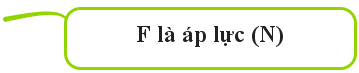 F là áp lực (N)